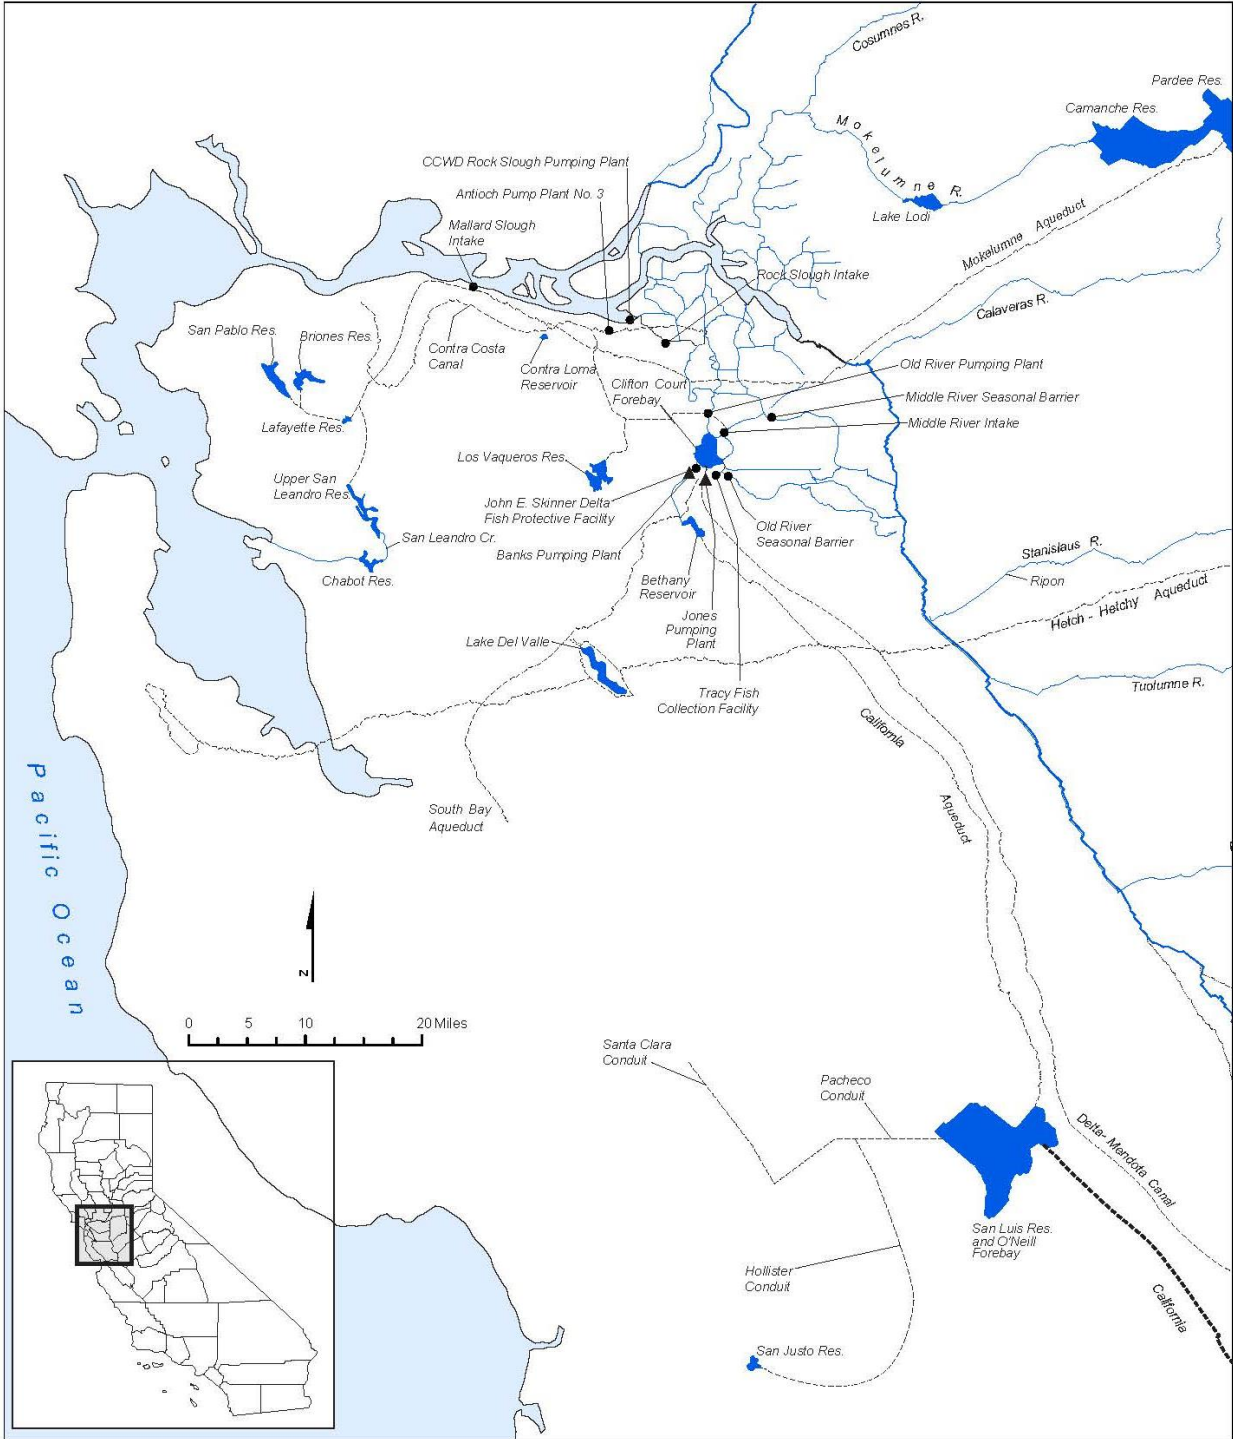 Cosumnes R.
Pardee Res.
Camanche Res.
Mokelumne R.
CCWD Rock Slough Pumping Plant
Antioch Pump Plant No. 3
Lake Lodi
Mokelumne Aqueduct
Mallard Slough
Intake
Rock Slough Intake
Calaveras R.
San Pablo Res.
Briones Res.
Contra Costa
Canal
Contra Loma
Reservoir
Clifton Court
Forebay
Old River Pumping Plant
Middle River Seasonal Barrier
Lafayette Res.
Middle River Intake
Los Vaqueros Res.
Upper San
Leandro Res.
John E. Skinner Delta
Fish Protective Facility
Old River
Seasonal Barrier
San Leandro Cr.
Banks Pumping Plant
Chabot Res.
Bethany
Reservoir
Stanislaus R.
Ripon
Hetch - Hetchy Aqueduct
Jones
Pumping
Plant
Lake Del Valle
Tracy Fish
Collection Facility
Tuolumne R.
California
Aqueduct
South Bay
Aqueduct
Pacific Ocean
N
0 5 10 20 Miles
Santa Clara
Conduit
Pacheco
Conduit
Delta- Mendota Canal
San Luis Res.
and O'Neill
Forebay
Hollister
Conduit
California
San Justo Res.